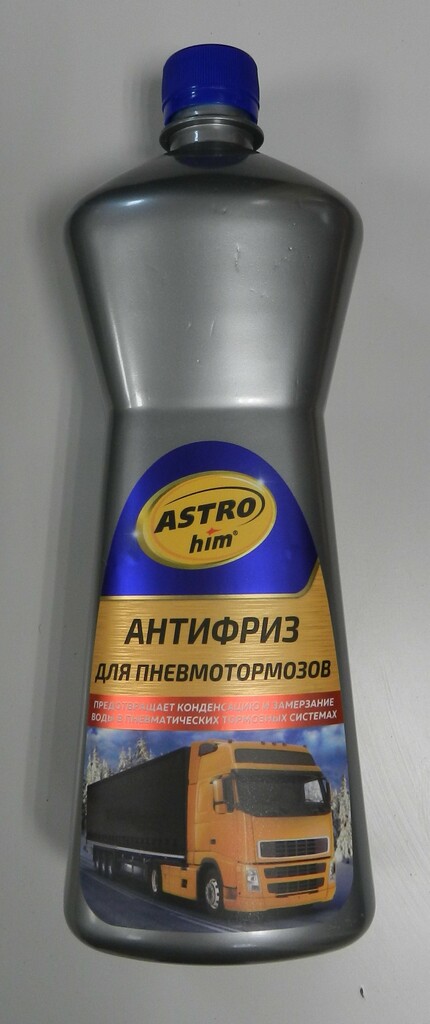 ASTRO
him®
АНТИФРИЗ
ДЛЯ ПНЕВМОТОРМОЗОВ
ПРЕДОТВРАЩАЕТ КОНДЕНСАЦИЮ И ЗАМЕРЗАНИЕ
ВОДЫ В ПНЕВМАТИЧЕСКИХ ТОРМОЗНЫХ СИСТЕМАХ